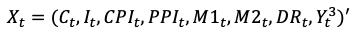 X_t = (C_t, I_t, CPI_t, PPI_t, M1_t, M2_t, DR_t, Y_t^3)′